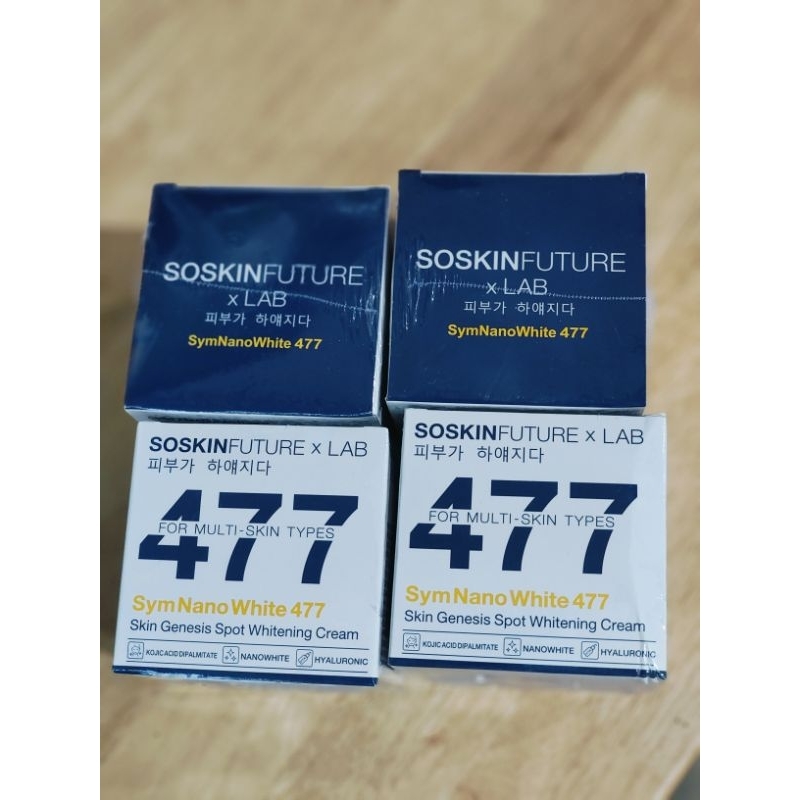 SOSKINFUTURE
x LAB
피부가 하얘지다
SymNanoWhite 477
SOSKINFUTURE
x LAB
피부가 하얘지다
SymNanoWhite 477
SOSKINFUTURE x LAB
피부가 하얘지다
477
FOR MULTI-SKIN TYPES
SymNanoWhite 477
Skin Genesis Spot Whitening Cream
KOJIC ACID DIPALMITATE NANOWHITE HYALURONIC
SOSKINFUTURE x LAB
피부가 하얘지다
477
FOR MULTI-SKIN TYPES
SymNanoWhite 477
Skin Genesis Spot Whitening Cream
KOJIC ACID DIPALMITATE NANOWHITE HYALURONIC